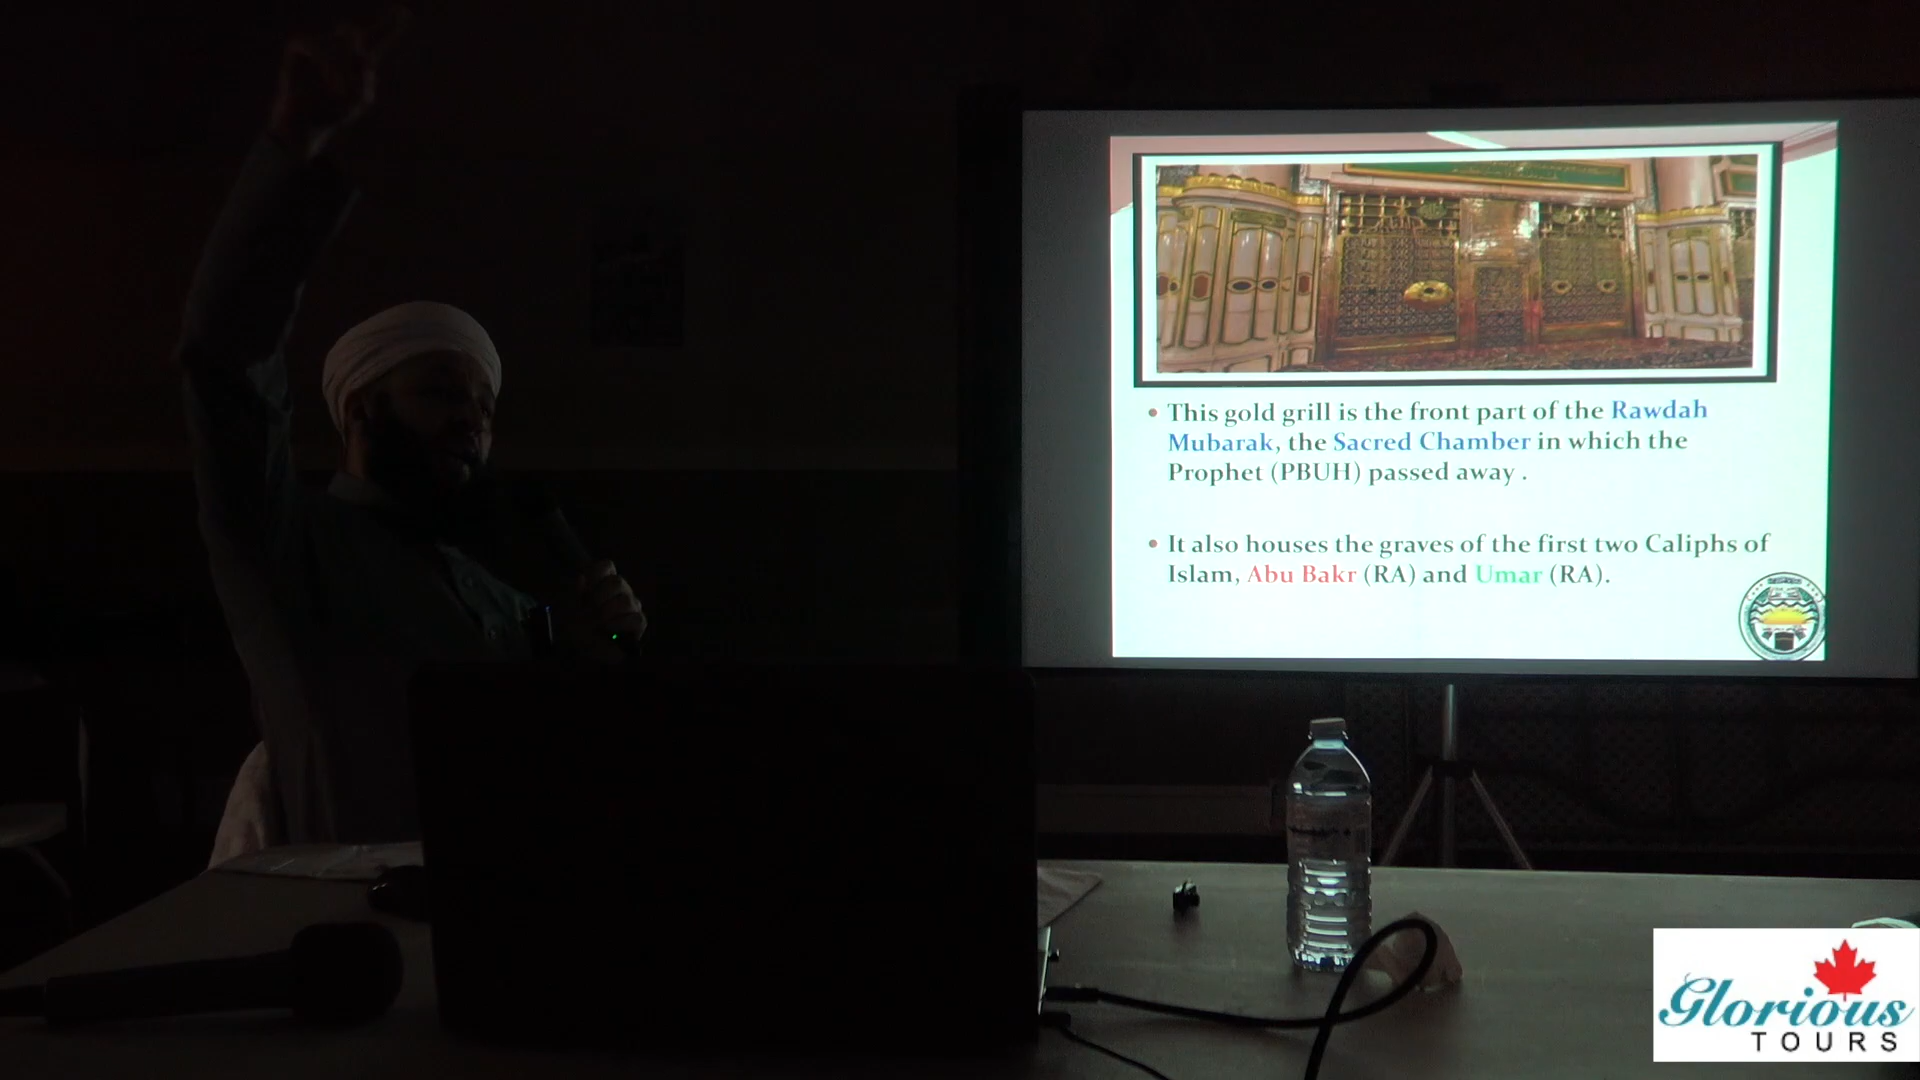 • This gold grill is the front part of the Rawdah
Mubarak, the Sacred Chamber in which the
Prophet (PBUH) passed away .
• It also houses the graves of the first two Caliphs of
Islam, Abu Bakr (RA) and Umar (RA).
Glorious
TOURS